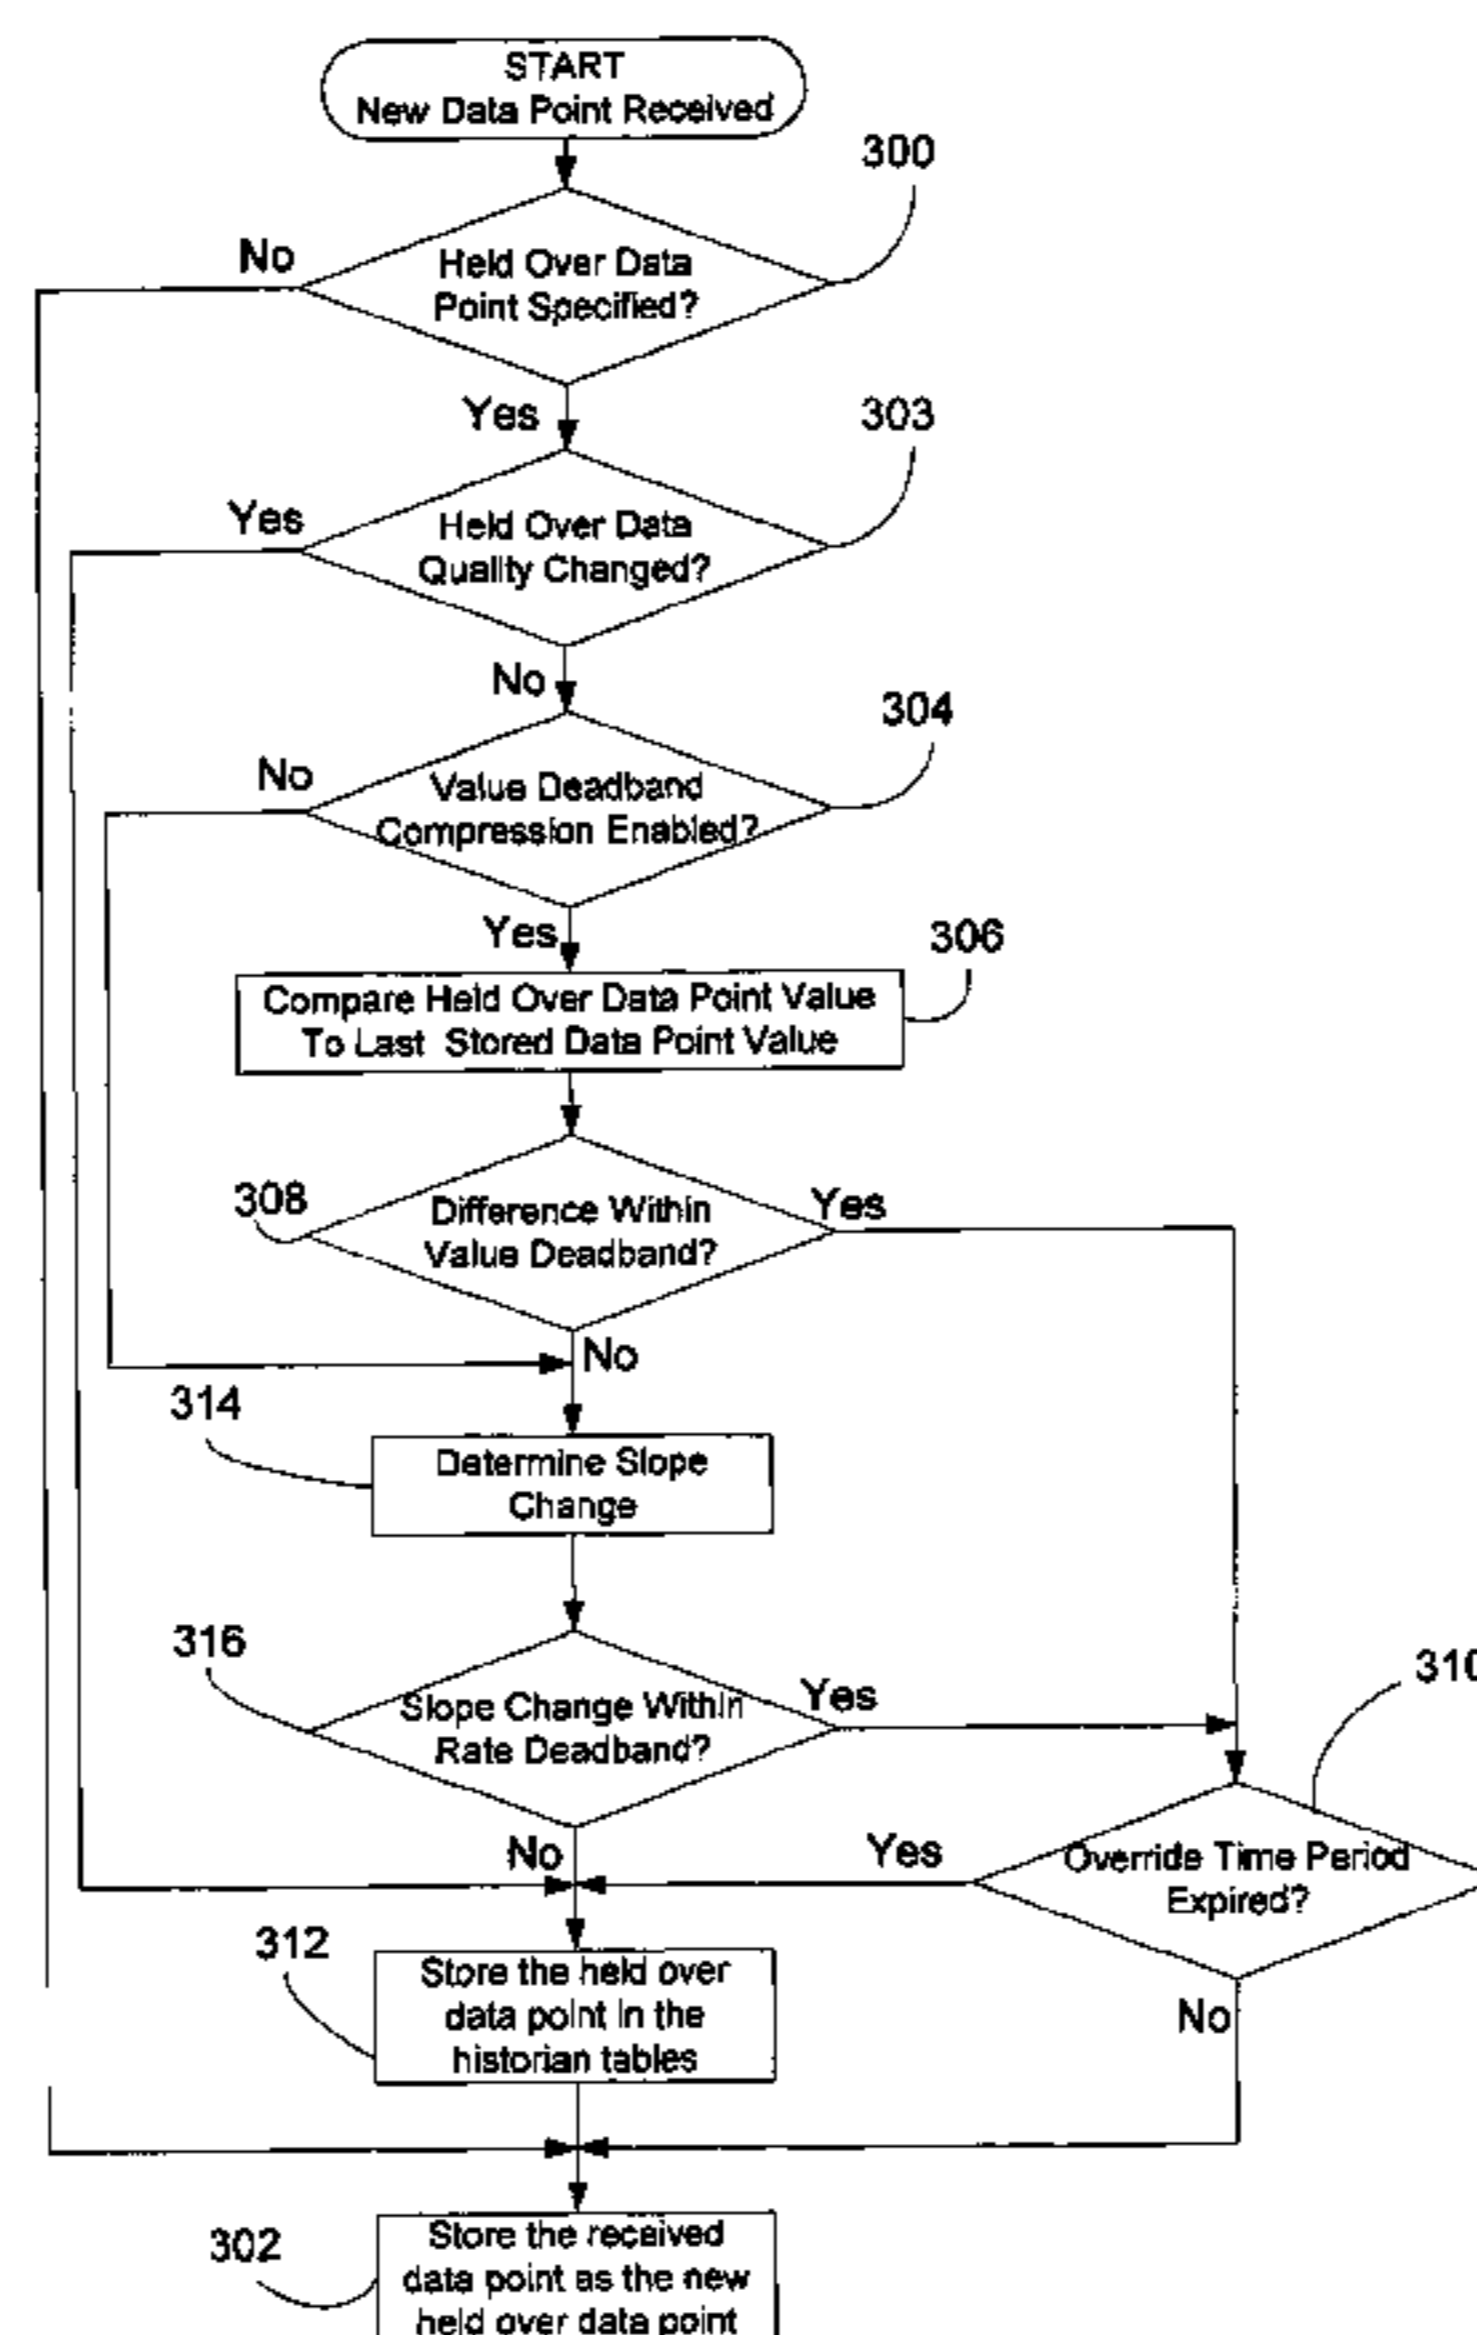 START
New Data Point Received
300
No
Held Over Data
Point Specified?
Yes
303
Yes
Held Over Data
Quality Changed?
No
304
No
Value Deadband
Compression Enabled?
Yes
306
Compare Held Over Data Point Value
To Last Stored Data Point Value
308
Difference Within
Value Deadband?
Yes
No
314
Determine Slope
Change
316
Slope Change Within
Rate Deadband?
Yes
310
No
Yes
Override Time Period
Expired?
312
Store the held over
data point in the
historian tables
No
302
Store the received
data point as the new
held over data point